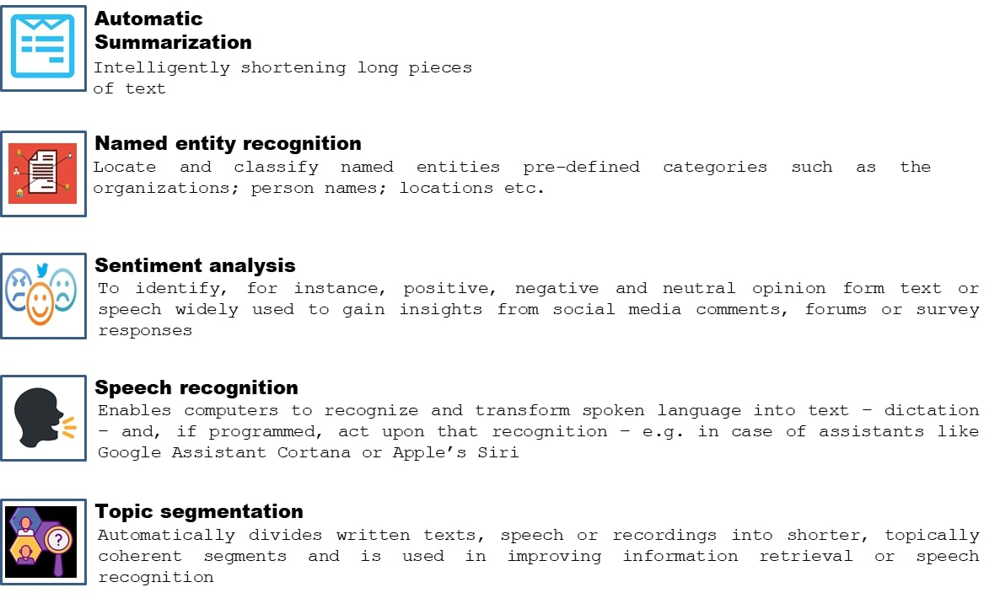 Automatic
Summarization
Intelligently shortening long pieces
of text
Named entity recognition
Locate and classify named entities pre-defined categories such as the
organizations; person names; locations etc.
Sentiment analysis
To identify, for instance, positive, negative and neutral opinion form text or
speech widely used to gain insights from social media comments, forums or survey
responses
Speech recognition
Enables computers to recognize and transform spoken language into text – dictation
– and, if programmed, act upon that recognition – e.g. in case of assistants like
Google Assistant Cortana or Apple’s Siri
Topic segmentation
Automatically divides written texts, speech or recordings into shorter, topically
coherent segments and is used in improving information retrieval or speech
recognition